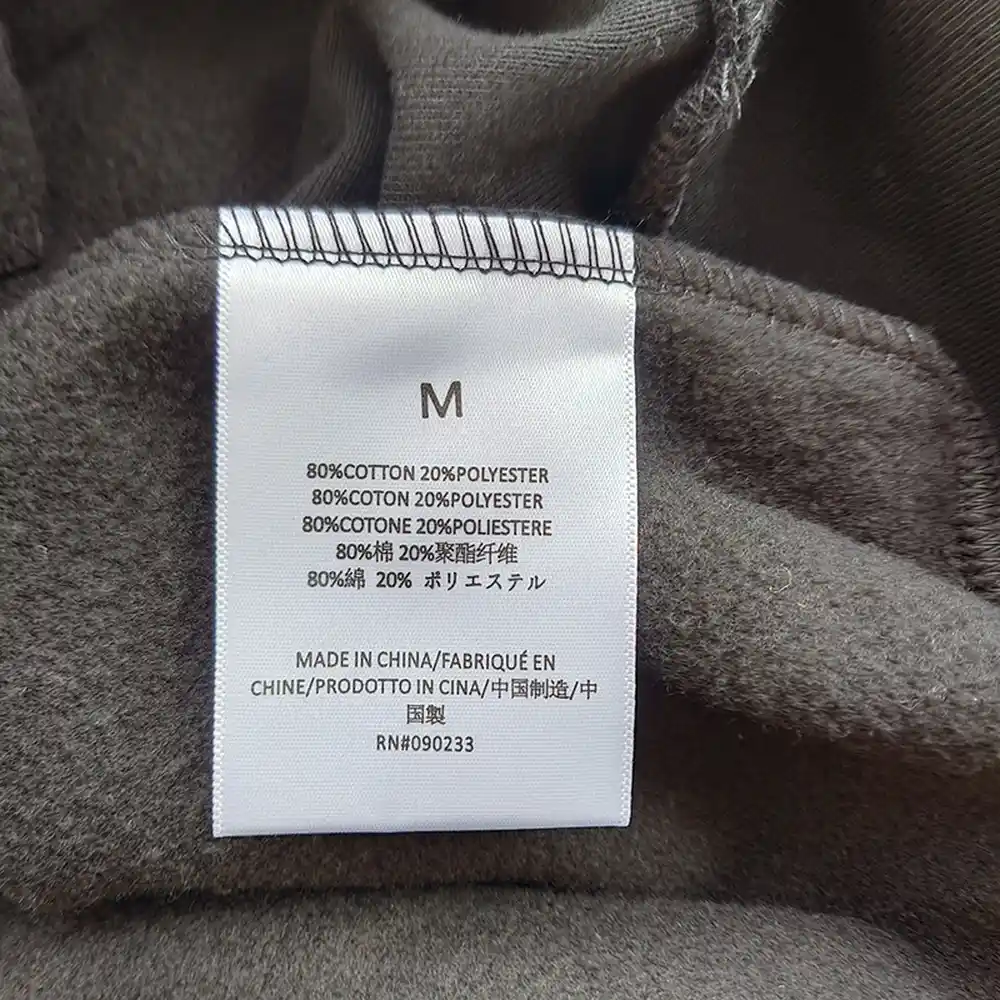 M
80%COTTON 20%POLYESTER
80%COTON 20%POLYESTER
80%COTONE 20%POLIESTERE
80%棉 20%聚酯纤维
80%綿 20% ポリエステル
MADE IN CHINA/FABRIQUÉ EN
CHINE/PRODOTTO IN CINA/中国制造/中
国製
RN#090233